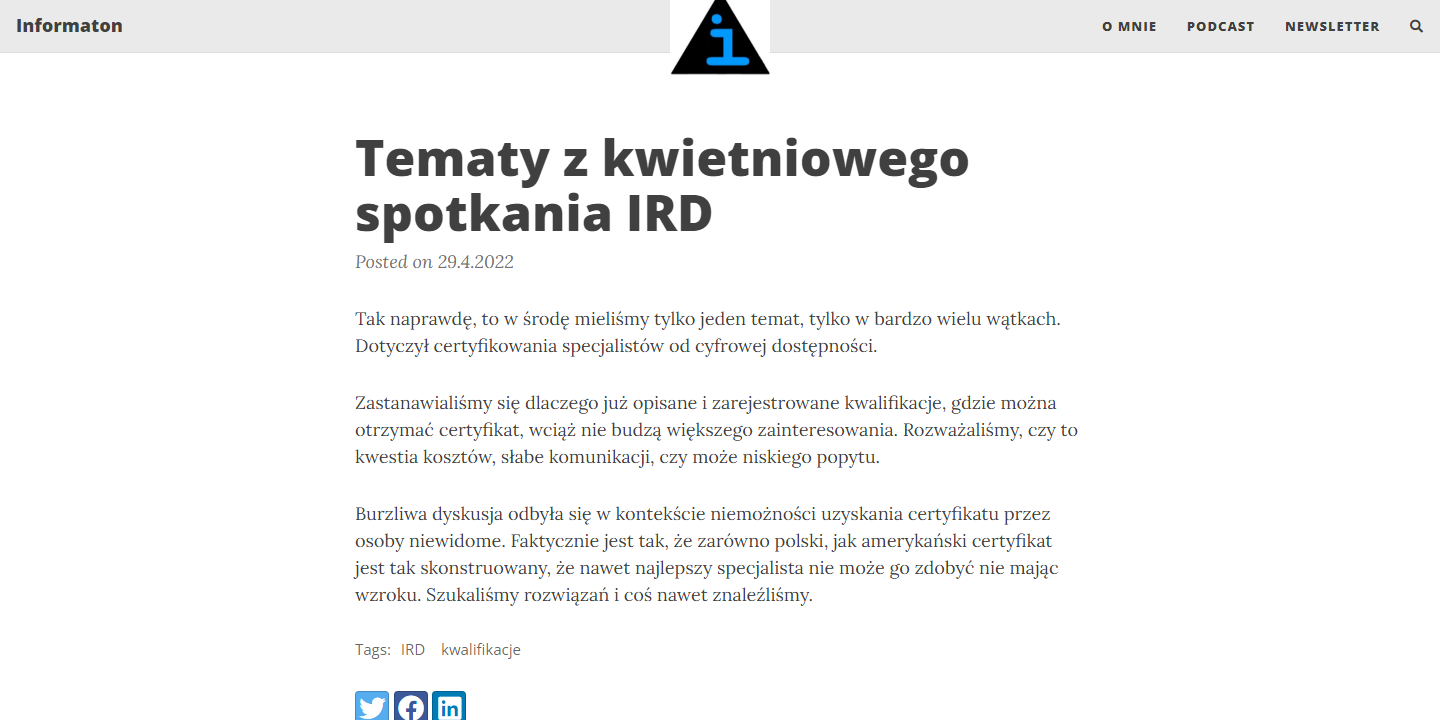 Informaton
i
O MNIE
PODCAST
NEWSLETTER
Tematy z kwietniowego
spotkania IRD
Posted on 29.4.2022
Tak naprawdę, to w środę mieliśmy tylko jeden temat, tylko w bardzo wielu wątkach.
Dotyczył certyfikowania specjalistów od cyfrowej dostępności.
Zastanawialiśmy się dlaczego już opisane i zarejestrowane kwalifikacje, gdzie można
otrzymać certyfikat, wciąż nie budzą większego zainteresowania. Rozważaliśmy, czy to
kwestia kosztów, słabe komunikacji, czy może niskiego popytu.
Burzliwa dyskusja odbyła się w kontekście niemożności uzyskania certyfikatu przez
osoby niewidome. Faktycznie jest tak, że zarówno polski, jak amerykański certyfikat
jest tak skonstruowany, że nawet najlepszy specjalista nie może go zdobyć nie mając
wzroku. Szukaliśmy rozwiązań i coś nawet znaleźliśmy.
Tags: IRD kwalifikacje